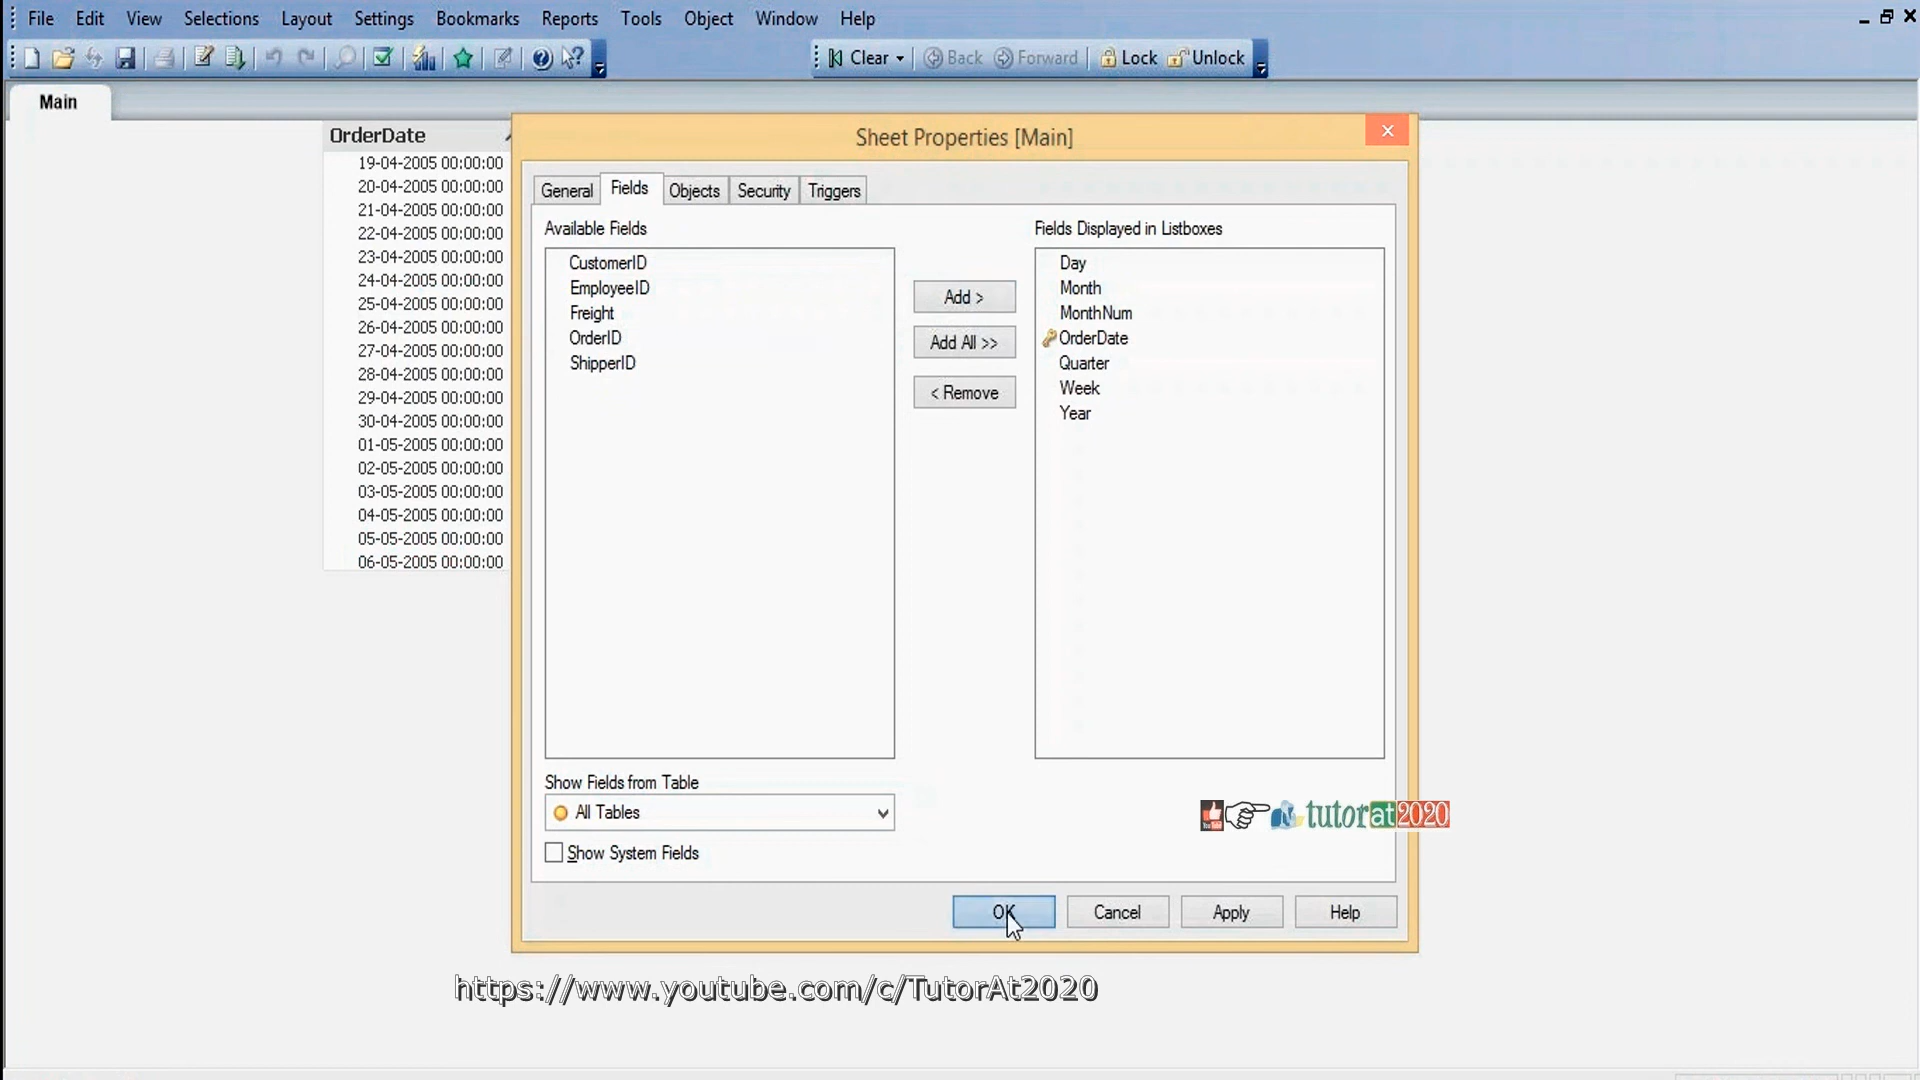 File Edit View Selections Layout Settings Bookmarks Reports Tools Object Window Help
Clear Back Forward Lock Unlock
Main
OrderDate
19-04-2005 00:00:00
20-04-2005 00:00:00
21-04-2005 00:00:00
22-04-2005 00:00:00
23-04-2005 00:00:00
24-04-2005 00:00:00
25-04-2005 00:00:00
26-04-2005 00:00:00
27-04-2005 00:00:00
28-04-2005 00:00:00
29-04-2005 00:00:00
30-04-2005 00:00:00
01-05-2005 00:00:00
02-05-2005 00:00:00
03-05-2005 00:00:00
04-05-2005 00:00:00
05-05-2005 00:00:00
06-05-2005 00:00:00
Sheet Properties [Main]
General Fields Objects Security Triggers
Available Fields
CustomerID
EmployeeID
Freight
OrderID
ShipperID
Add >
Add All >>
< Remove
Fields Displayed in Listboxes
Day
Month
MonthNum
OrderDate
Quarter
Week
Year
Show Fields from Table
All Tables
Show System Fields
tutorat2020
OK Cancel Apply Help
https://www.youtube.com/c/TutorAt2020